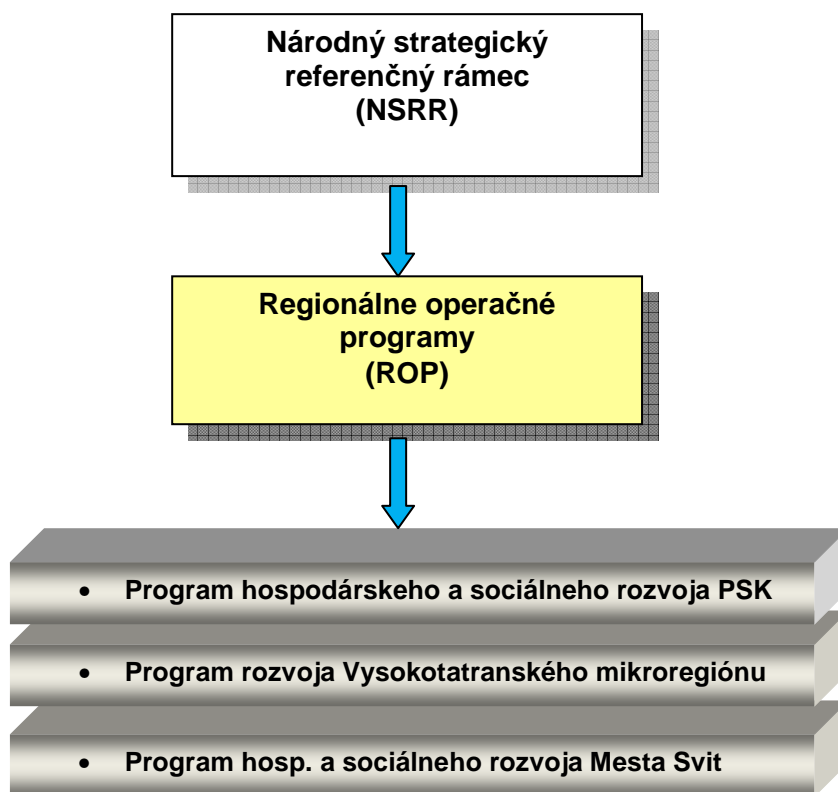 Národný strategický
referenčný rámec
(NSRR)
Regionálne operačné
programy
(ROP)
• Program hospodárskeho a sociálneho rozvoja PSK
• Program rozvoja Vysokotatranského mikroregiónu
• Program hosp. a sociálneho rozvoja Mesta Svit